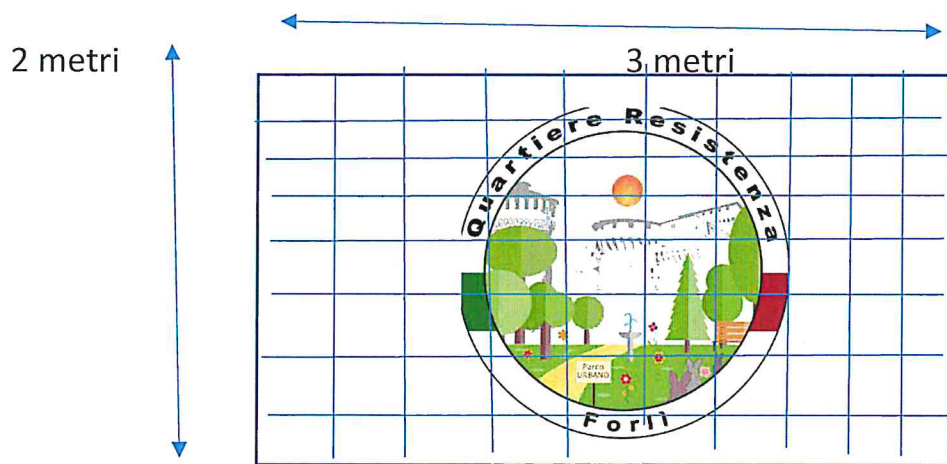 2 metri
3 metri
Quartiere Resistenza
Parco
URBANO
Forlì